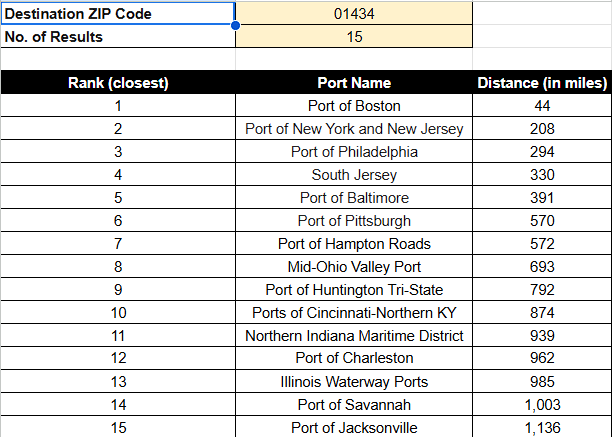 Destination ZIP Code 01434
No. of Results 15
Rank (closest) Port Name Distance (in miles)
1 Port of Boston 44
2 Port of New York and New Jersey 208
3 Port of Philadelphia 294
4 South Jersey 330
5 Port of Baltimore 391
6 Port of Pittsburgh 570
7 Port of Hampton Roads 572
8 Mid-Ohio Valley Port 693
9 Port of Huntington Tri-State 792
10 Ports of Cincinnati-Northern KY 874
11 Northern Indiana Maritime District 939
12 Port of Charleston 962
13 Illinois Waterway Ports 985
14 Port of Savannah 1,003
15 Port of Jacksonville 1,136